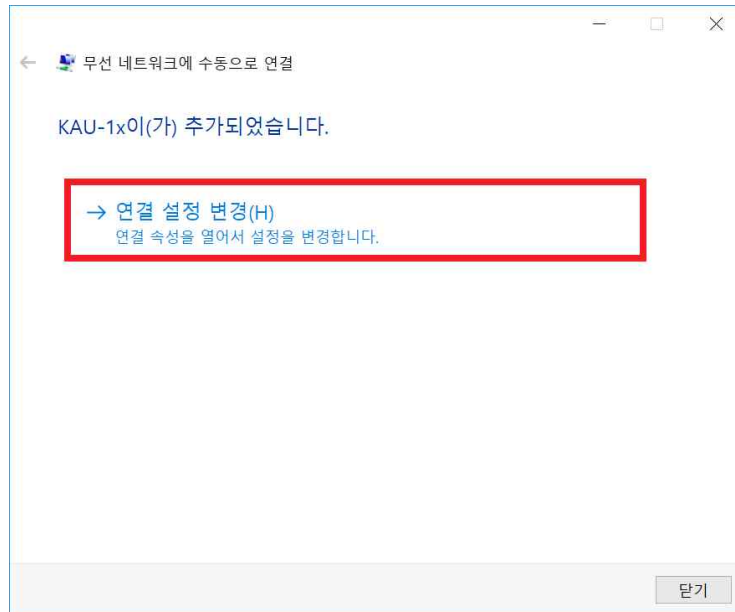 무선 네트워크에 수동으로 연결
KAU-1x이(가) 추가되었습니다.
→ 연결 설정 변경(H)
연결 속성을 열어서 설정을 변경합니다.
닫기